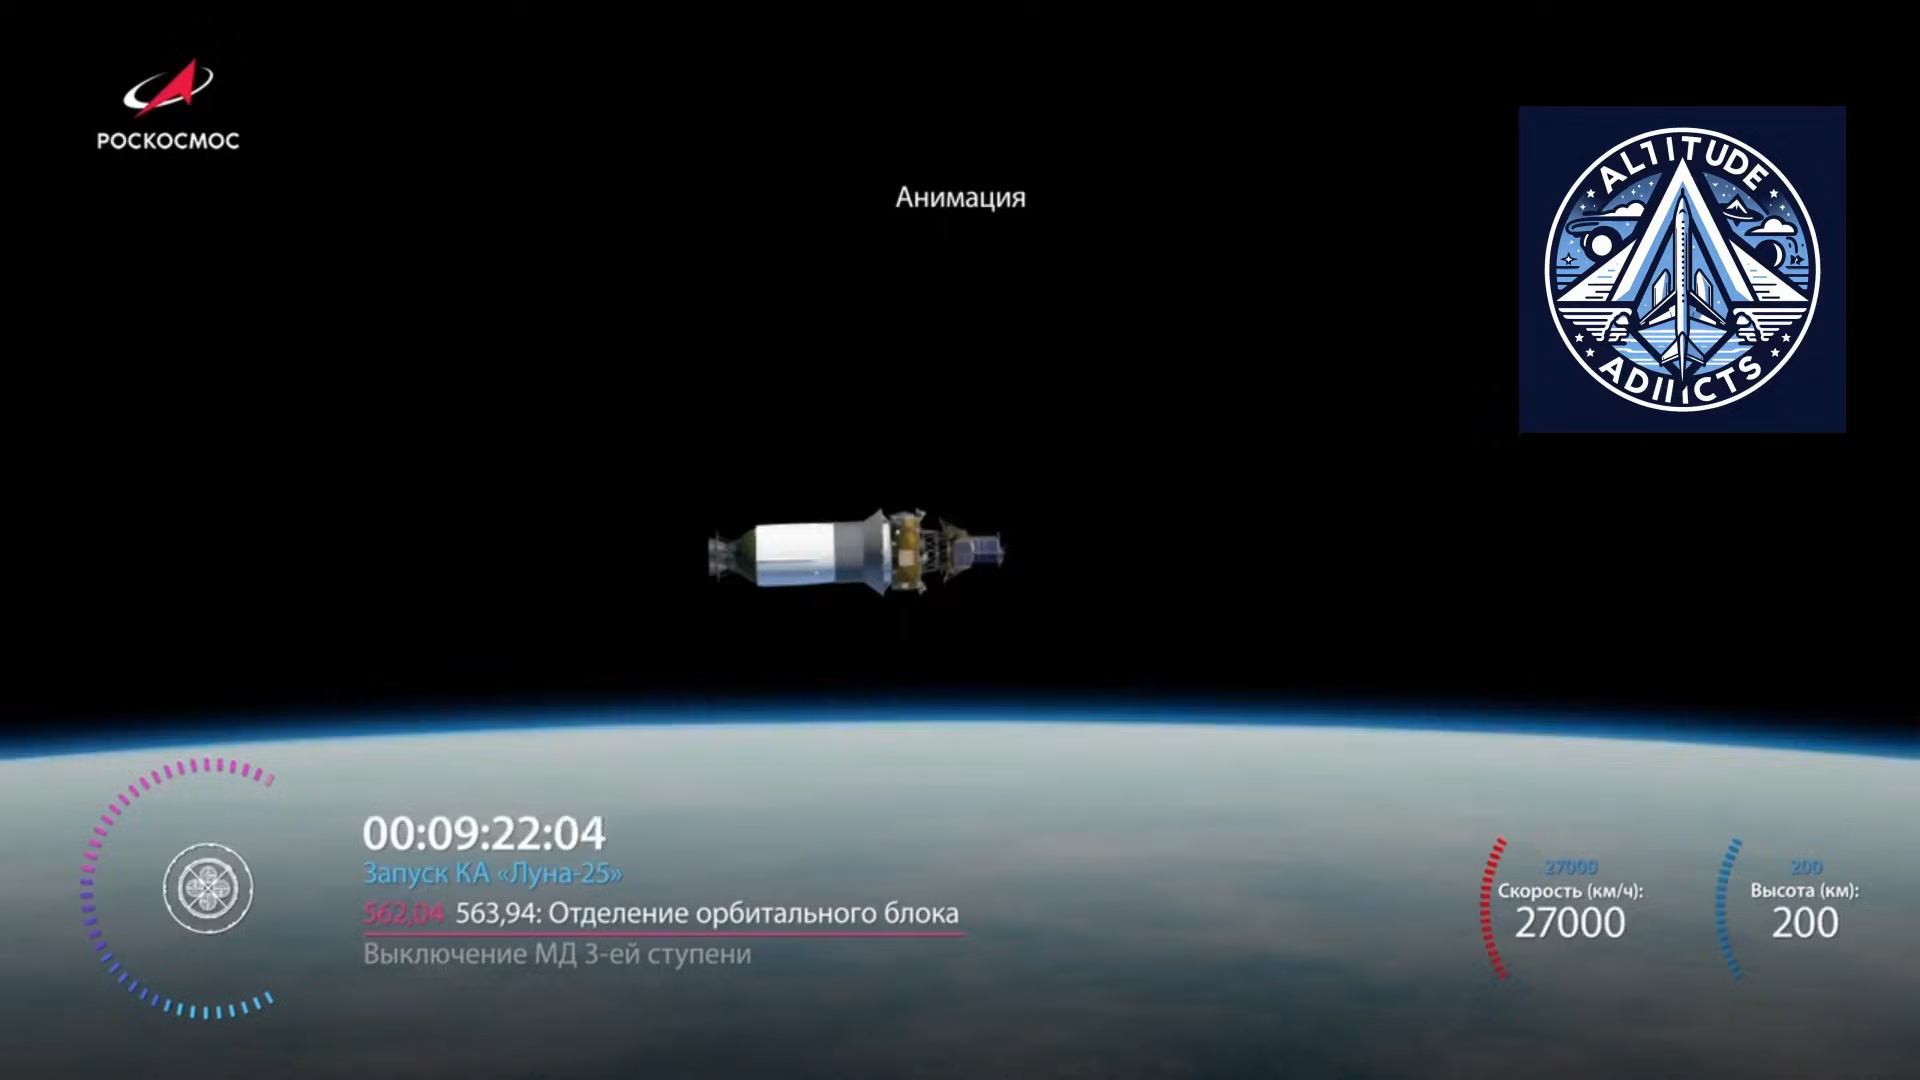 РОСКОСМОС
Анимация
ALTITUDE
ADIIICTS
00:09:22:04
Запуск КА «Луна-25»
562,04 563,94: Отделение орбитального блока
Выключение МД 3-ей ступени
27000
Скорость (км/ч):
27000
200
Высота (км):
200